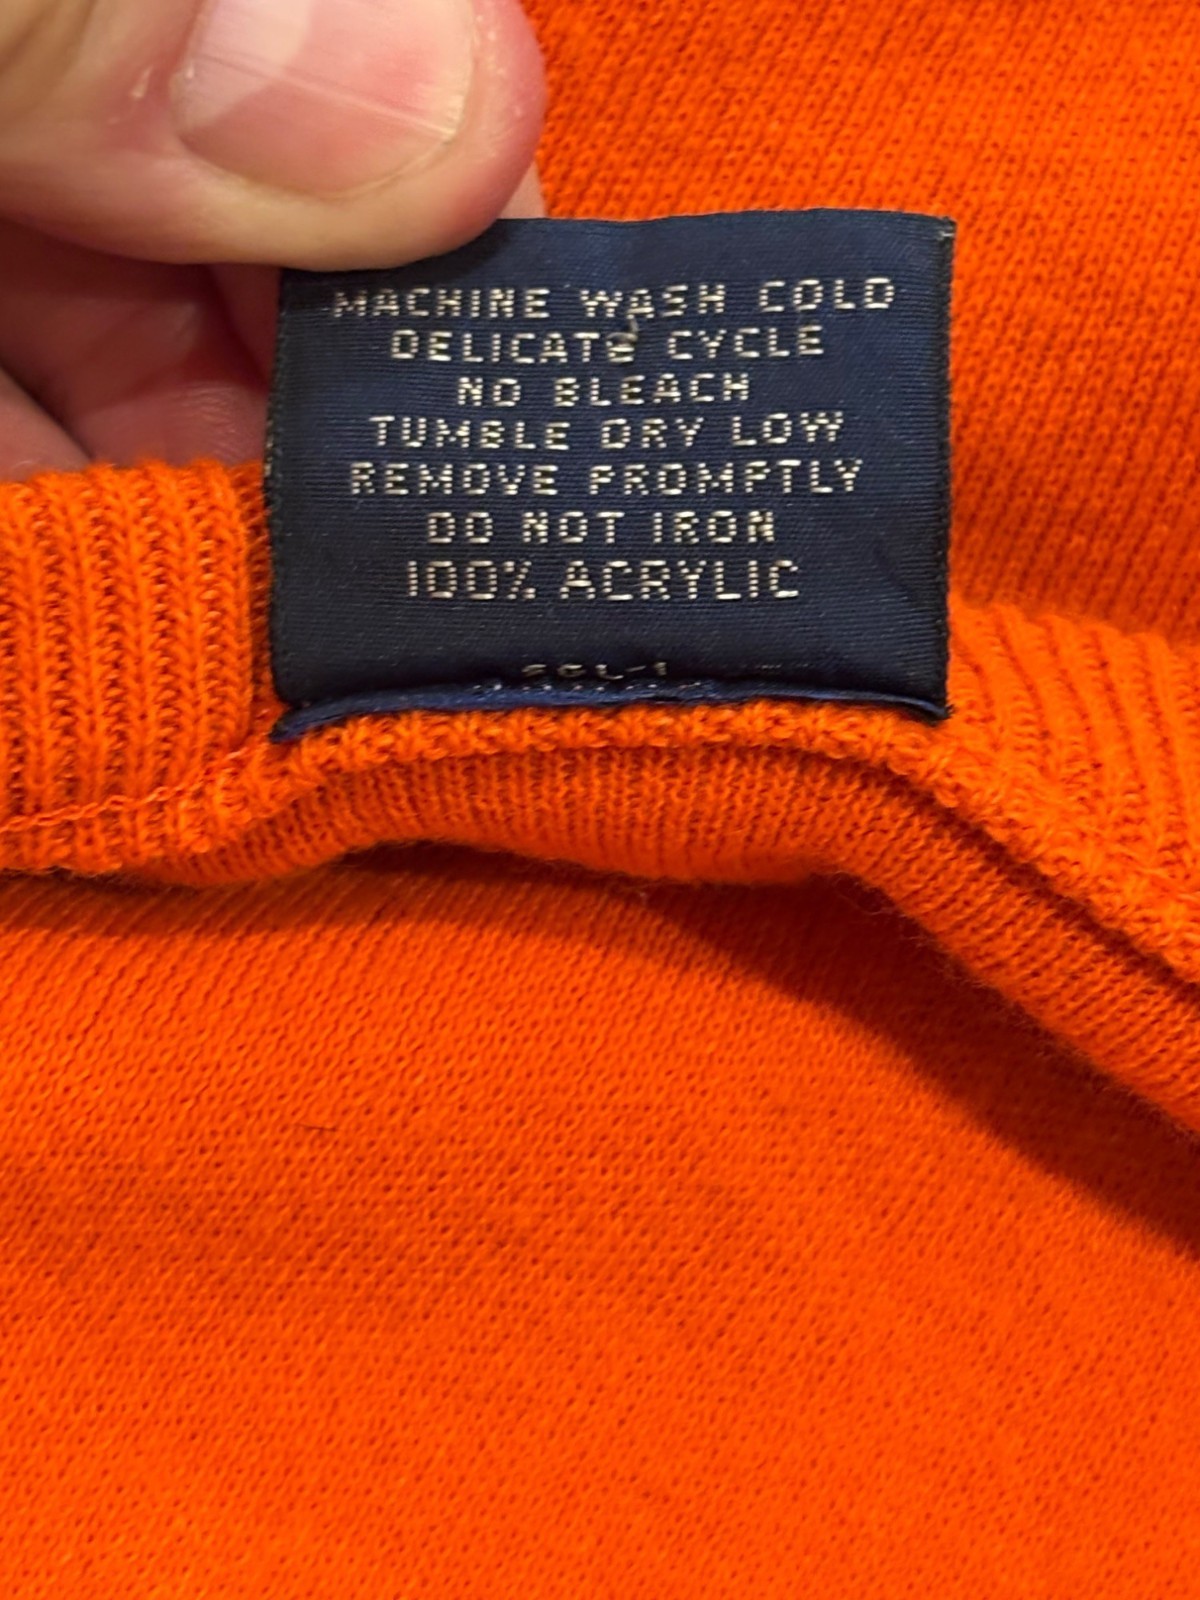 MACHINE WASH COLD
DELICATE CYCLE
NO BLEACH
TUMBLE DRY LOW
REMOVE PROMPTLY
DO NOT IRON
100% ACRYLIC